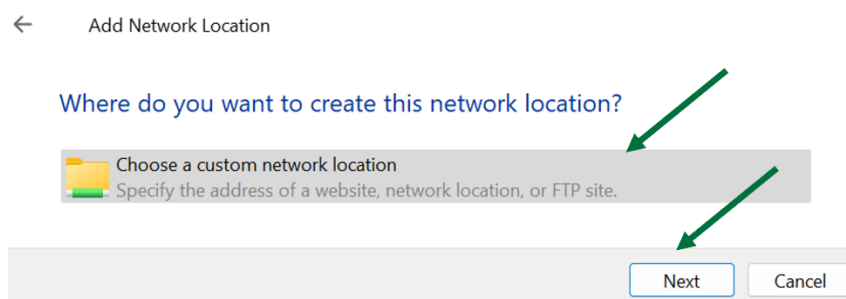 Add Network Location
Where do you want to create this network location?
Choose a custom network location
Specify the address of a website, network location, or FTP site.
Next
Cancel